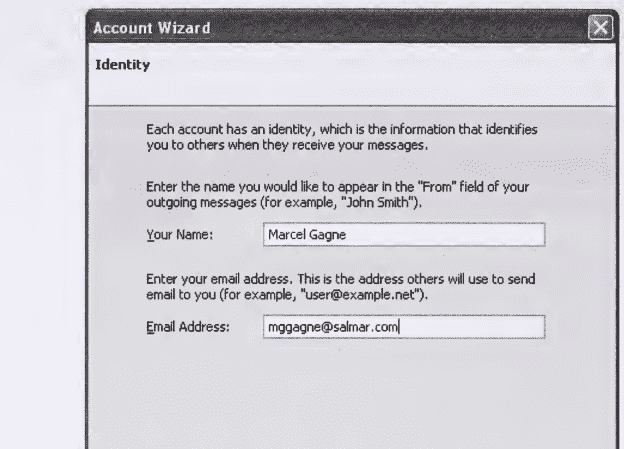 Account Wizard
Identity
Each account has an identity, which is the information that identifies
you to others when they receive your messages.
Enter the name you would like to appear in the "From" field of your
outgoing messages (for example, "John Smith").
Your Name: Marcel Gagne
Enter your email address. This is the address others will use to send
email to you (for example, "user@example.net").
Email Address: mggagne@salmar.com